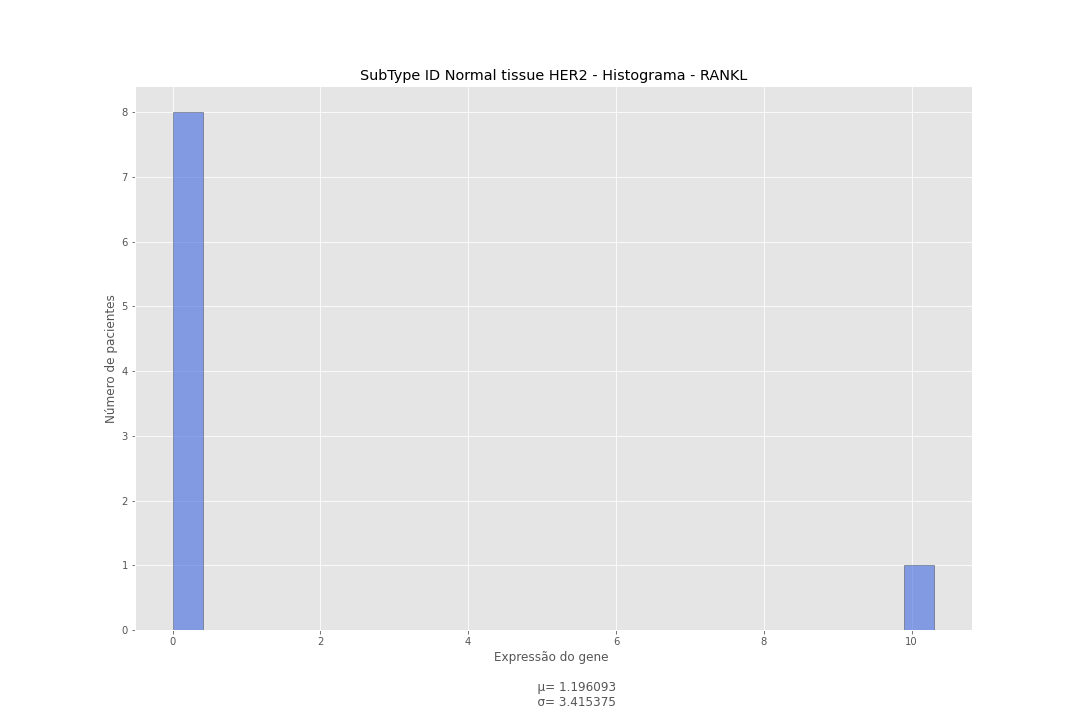 SubType ID Normal tissue HER2 - Histograma - RANKL
8
7
6
5
4
3
2
1
0
Número de pacientes
0 2 4 6 8 10
Expressão do gene
μ= 1.196093
σ= 3.415375